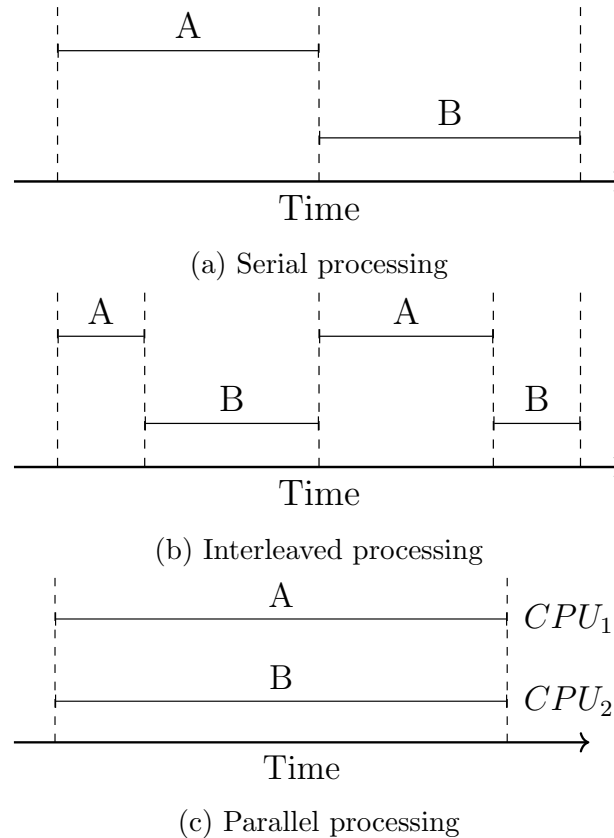 A
B
Time
(a) Serial processing
A A
B B
Time
(b) Interleaved processing
A
CPU₁
B
CPU₂
Time
(c) Parallel processing